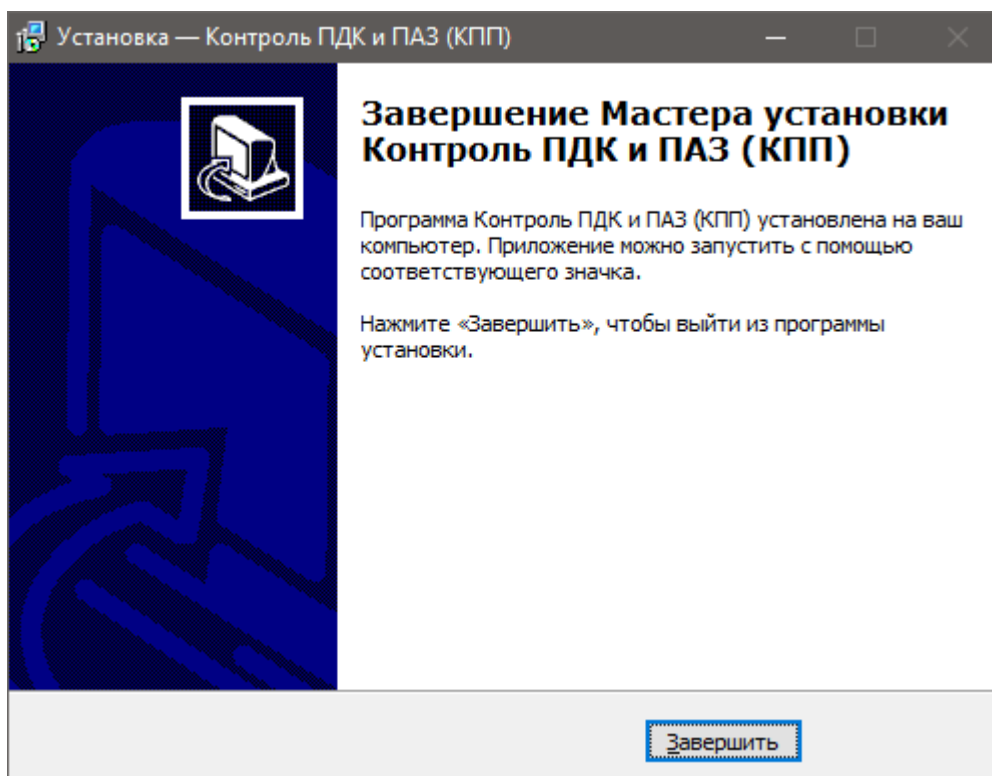 Установка — Контроль ПДК и ПАЗ (КПП)
Завершение Мастера установки
Контроль ПДК и ПАЗ (КПП)
Программа Контроль ПДК и ПАЗ (КПП) установлена на ваш
компьютер. Приложение можно запустить с помощью
соответствующего значка.
Нажмите «Завершить», чтобы выйти из программы
установки.
Завершить